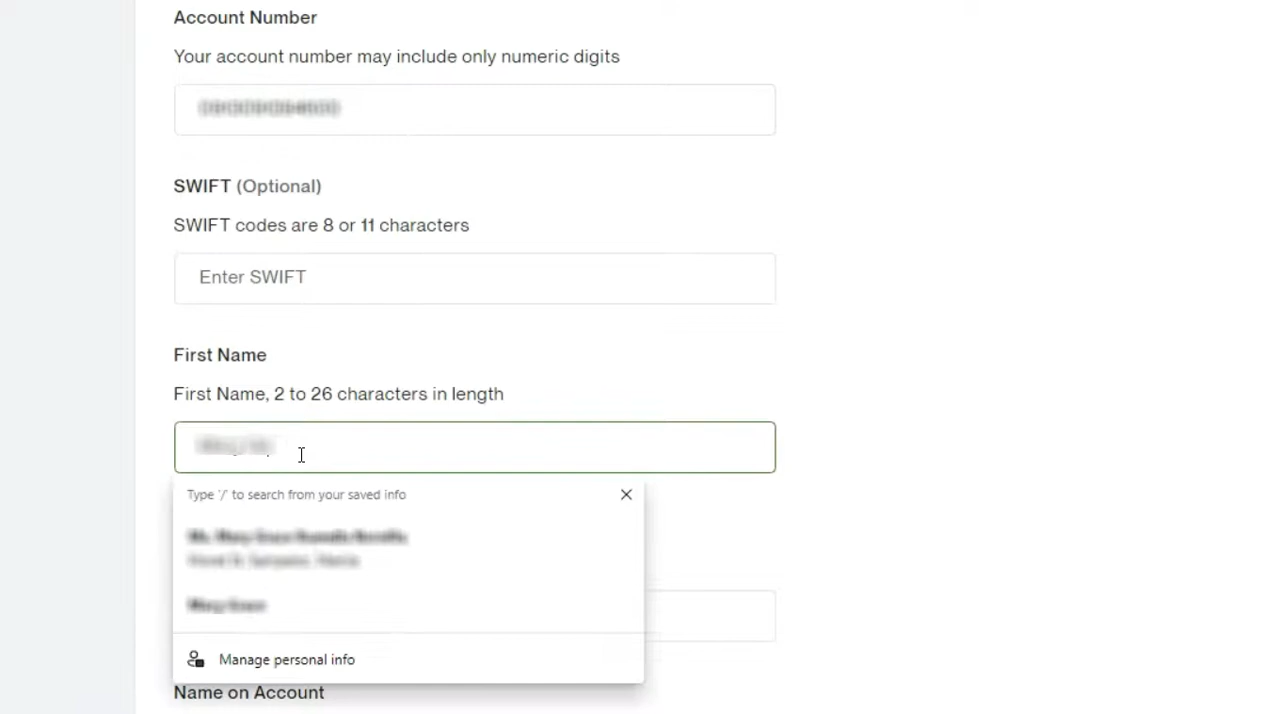 Account Number
Your account number may include only numeric digits
SWIFT (Optional)
SWIFT codes are 8 or 11 characters
Enter SWIFT
First Name
First Name, 2 to 26 characters in length
Type '/' to search from your saved info
Manage personal info
Name on Account